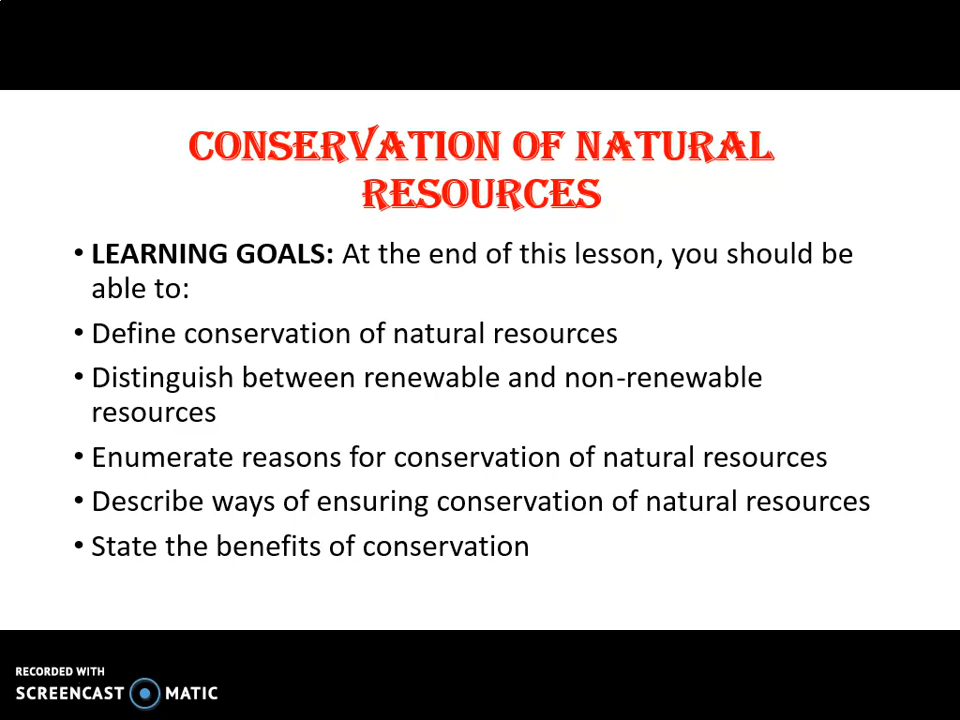 CONSERVATION OF NATURAL
RESOURCES
• LEARNING GOALS: At the end of this lesson, you should be
able to:
• Define conservation of natural resources
• Distinguish between renewable and non-renewable
resources
• Enumerate reasons for conservation of natural resources
• Describe ways of ensuring conservation of natural resources
• State the benefits of conservation
RECORDED WITH
SCREENCAST MATIC